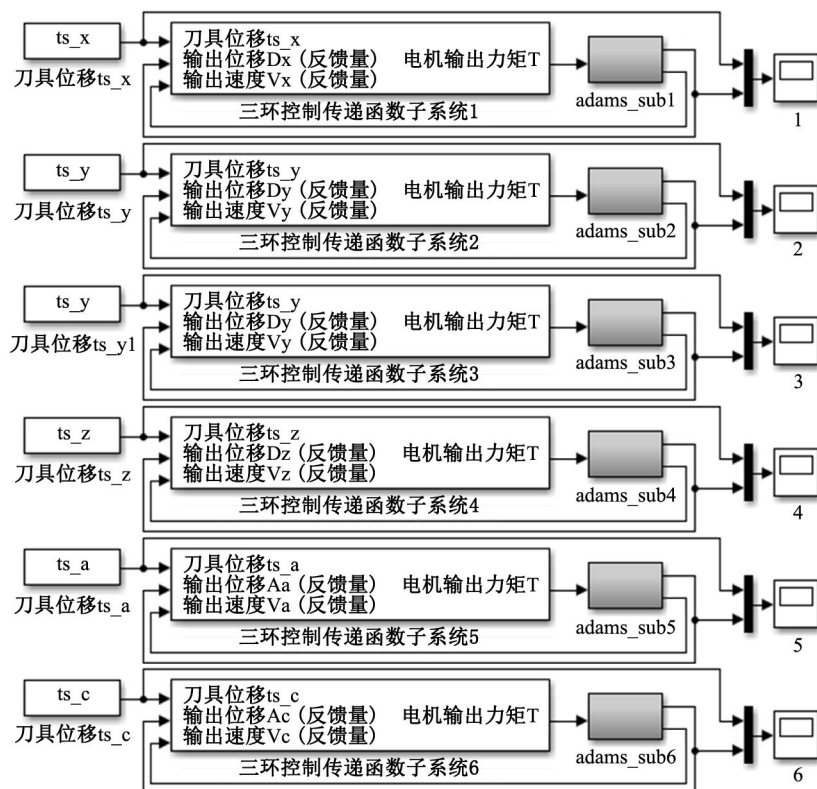 ts_x
刀具位移ts_x
刀具位移ts_x
输出位移Dx (反馈量)
输出速度Vx (反馈量)
电机输出力矩T
三环控制传递函数子系统1
adams_sub1
1
ts_y
刀具位移ts_y
刀具位移ts_y
输出位移Dy (反馈量)
输出速度Vy (反馈量)
电机输出力矩T
三环控制传递函数子系统2
adams_sub2
2
ts_y
刀具位移ts_y1
刀具位移ts_y
输出位移Dy (反馈量)
输出速度Vy (反馈量)
电机输出力矩T
三环控制传递函数子系统3
adams_sub3
3
ts_z
刀具位移ts_z
刀具位移ts_z
输出位移Dz (反馈量)
输出速度Vz (反馈量)
电机输出力矩T
三环控制传递函数子系统4
adams_sub4
4
ts_a
刀具位移ts_a
刀具位移ts_a
输出位移Aa (反馈量)
输出速度Va (反馈量)
电机输出力矩T
三环控制传递函数子系统5
adams_sub5
5
ts_c
刀具位移ts_c
刀具位移ts_c
输出位移Ac (反馈量)
输出速度Vc (反馈量)
电机输出力矩T
三环控制传递函数子系统6
adams_sub6
6